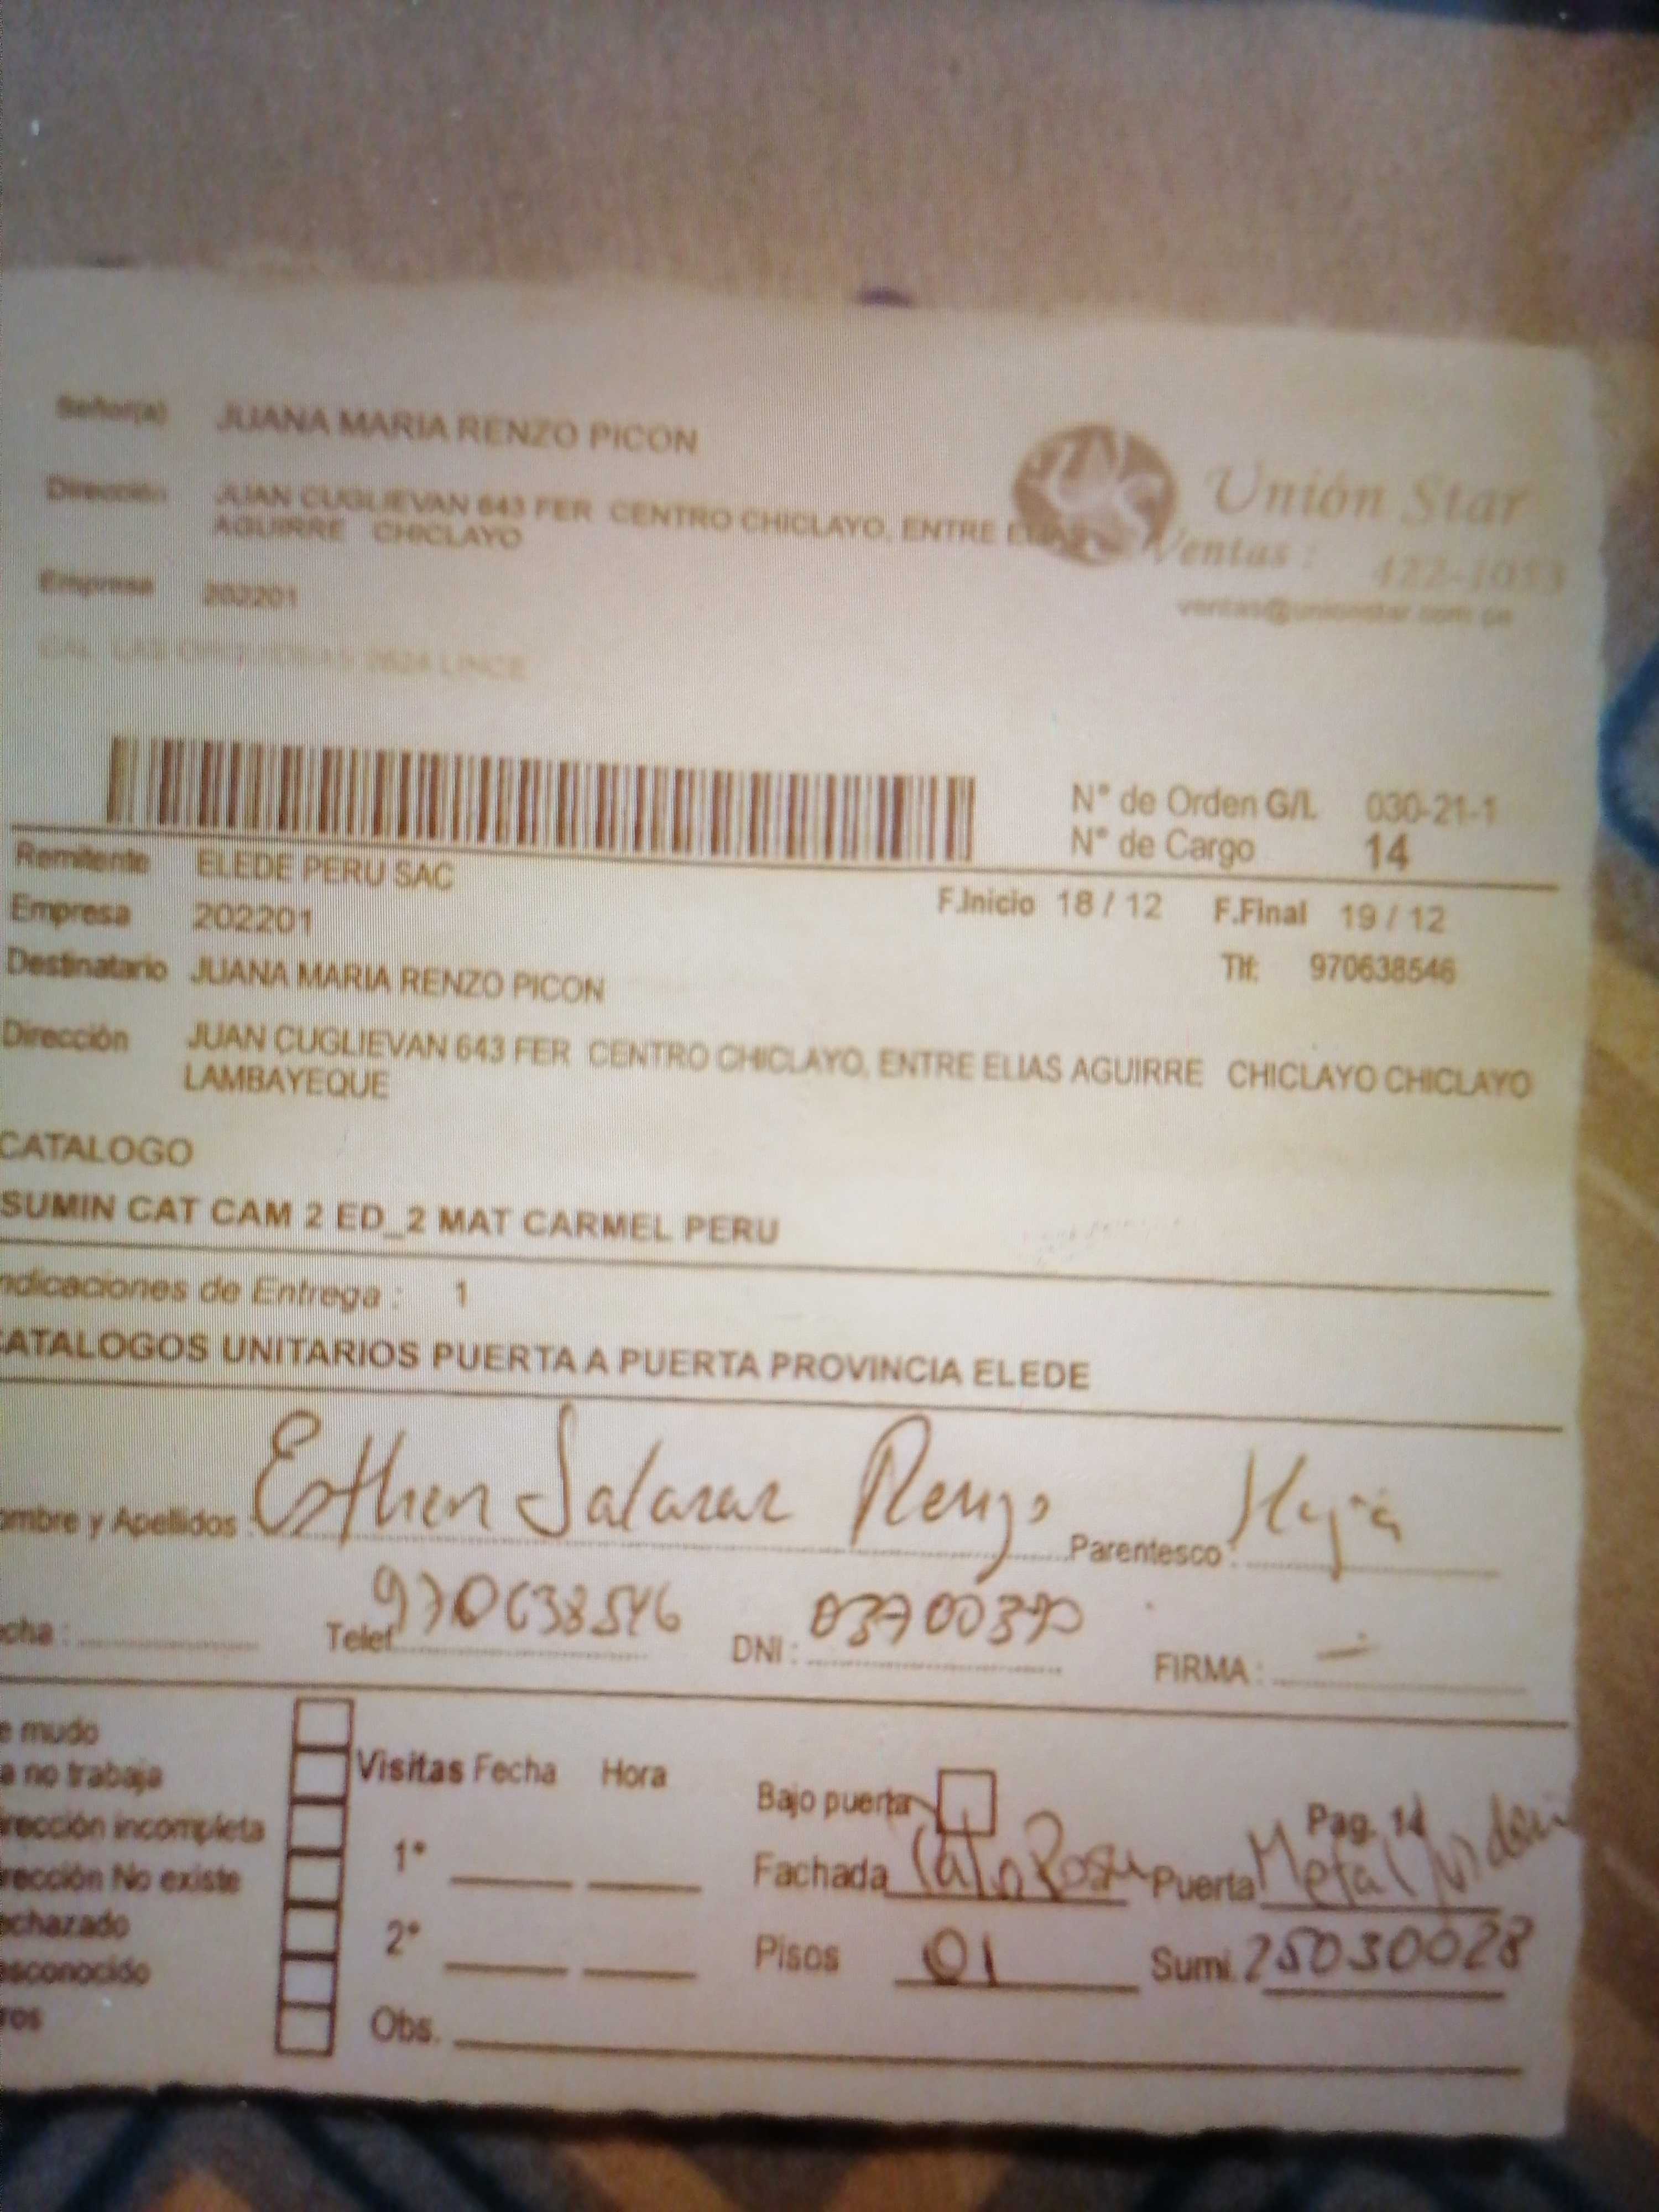 Señor(a) JUANA MARIA RENZO PICON
Dirección JUAN CUGLIEVAN 643 FER CENTRO CHICLAYO, ENTRE ELIAS
AGUIRRE CHICLAYO
Unión Star
Ventas : 422-1053
ventas@unionstar.com.pe
Empresa 202201
LINCE
N° de Orden G/L 030-21-1
N° de Cargo 14
Remitente ELEDE PERU SAC
Empresa 202201
F.Inicio 18 / 12 F.Final 19 / 12
Destinatario JUANA MARIA RENZO PICON
Tlf: 970638546
Dirección JUAN CUGLIEVAN 643 FER CENTRO CHICLAYO, ENTRE ELIAS AGUIRRE CHICLAYO CHICLAYO
LAMBAYEQUE
CATALOGO
SUMIN CAT CAM 2 ED_2 MAT CARMEL PERU
ndicaciones de Entrega : 1
CATALOGOS UNITARIOS PUERTA A PUERTA PROVINCIA ELEDE
ombre y Apellidos : Esther Salazar Renzo Parentesco :
cha : Telef. 970638546 DNI : FIRMA :
e mudo
a no trabaja
rección incompleta
rección No existe
echazado
sconocido
ros
Visitas Fecha Hora
1°
2°
Obs.
Bajo puerta
Pag. 14
Fachada Puerta Metal
Pisos 01 Sumi. 25030028